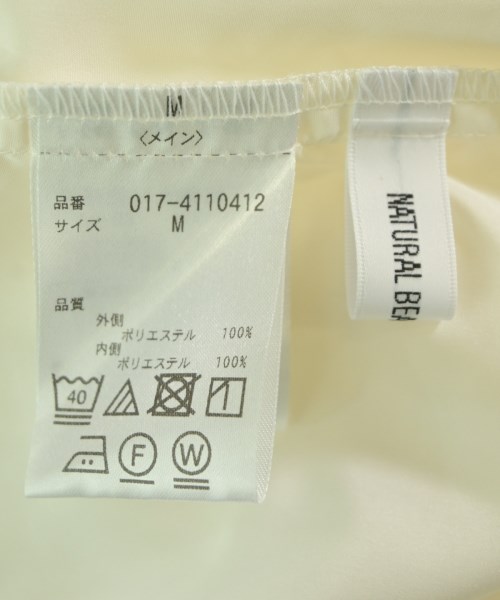 M
〈メイン〉
品番 017-4110412
サイズ M
品質
外側
ポリエステル 100%
内側
ポリエステル 100%
40
F W
NATURAL BEA